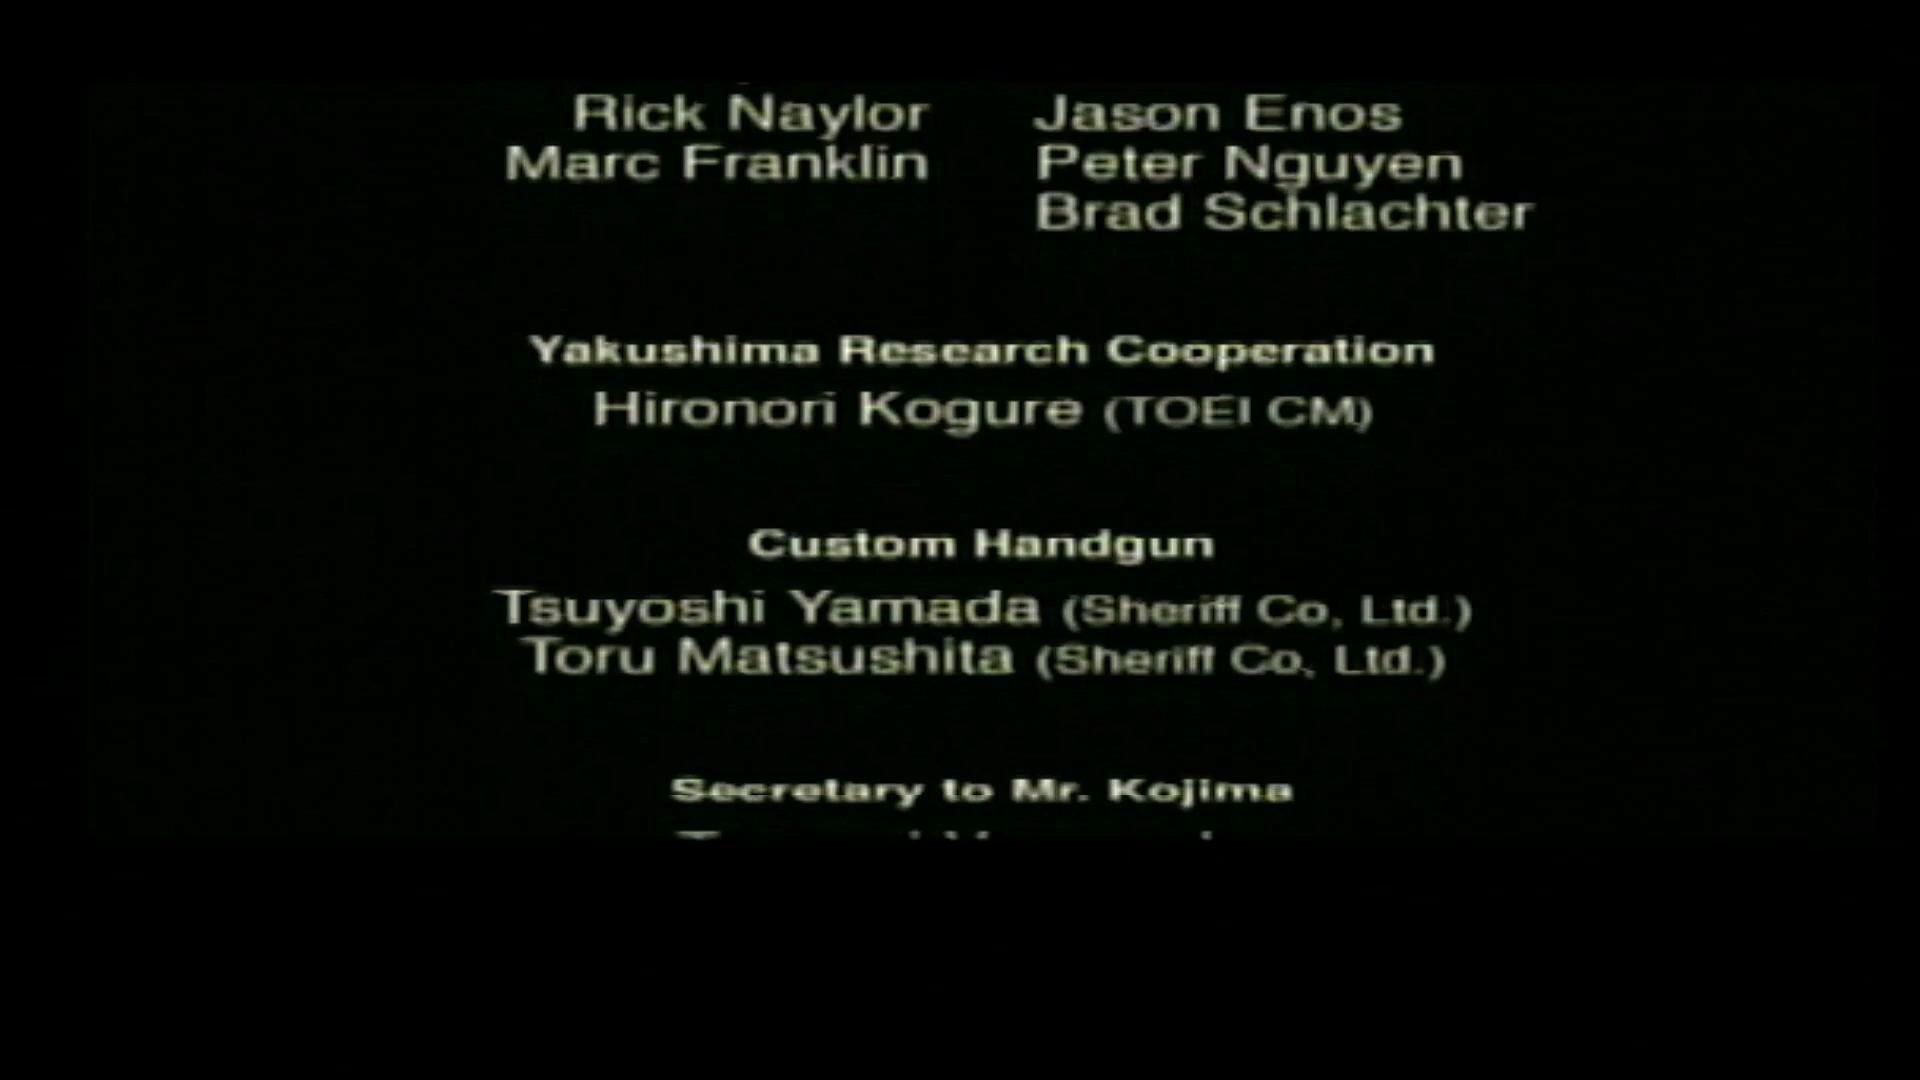 Rick Naylor Jason Enos
Marc Franklin Peter Nguyen
Brad Schlachter
Yakushima Research Cooperation
Hironori Kogure (TOEI CM)
Custom Handgun
Tsuyoshi Yamada (Sheriff Co, Ltd.)
Toru Matsushita (Sheriff Co, Ltd.)
Secretary to Mr. Kojima